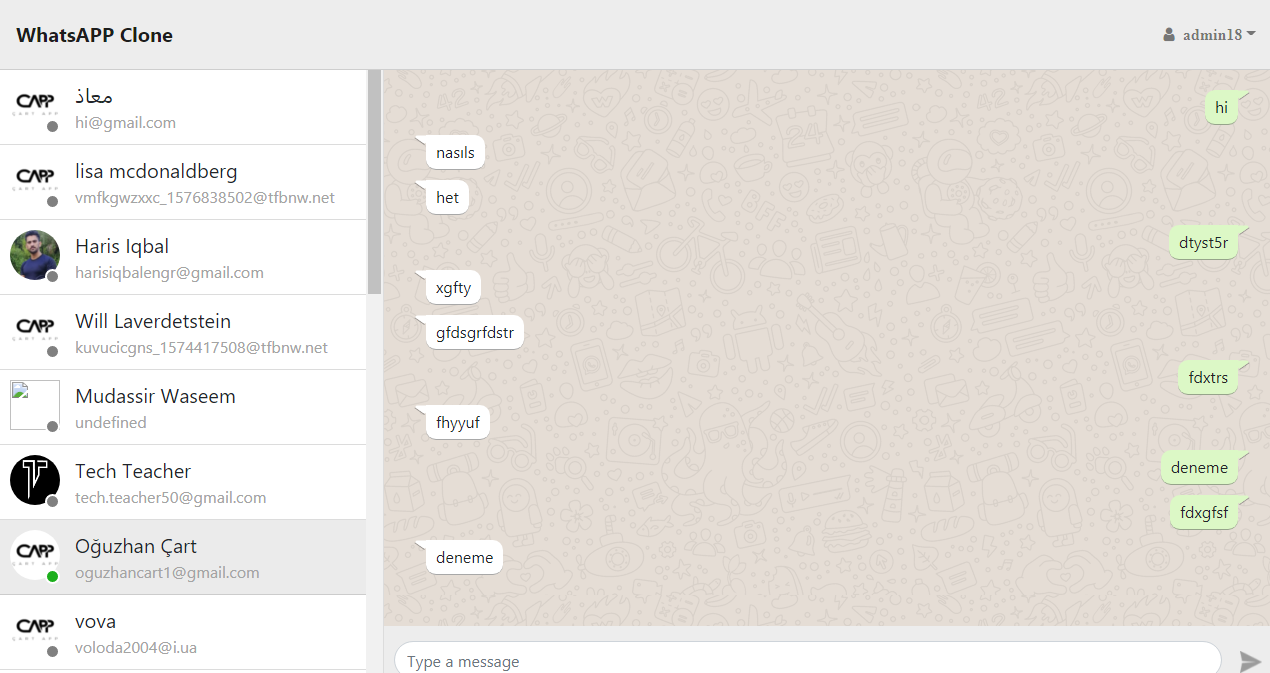 WhatsAPP Clone
admin18
معاذ
hi@gmail.com
lisa mcdonaldberg
vmfkgwzxxc_1576838502@tfbnw.net
Haris Iqbal
harisiqbalengr@gmail.com
Will Laverdetstein
kuvucicgns_1574417508@tfbnw.net
Mudassir Waseem
undefined
Tech Teacher
tech.teacher50@gmail.com
Oğuzhan Çart
oguzhancart1@gmail.com
vova
voloda2004@i.ua
CAPP
CAPP
CAPP
CAPP
CAPP
hi
nasıls
het
dtyst5r
xgfty
gfdsgrfdstr
fdxtrs
fhyyuf
deneme
fdxgfsf
deneme
Type a message